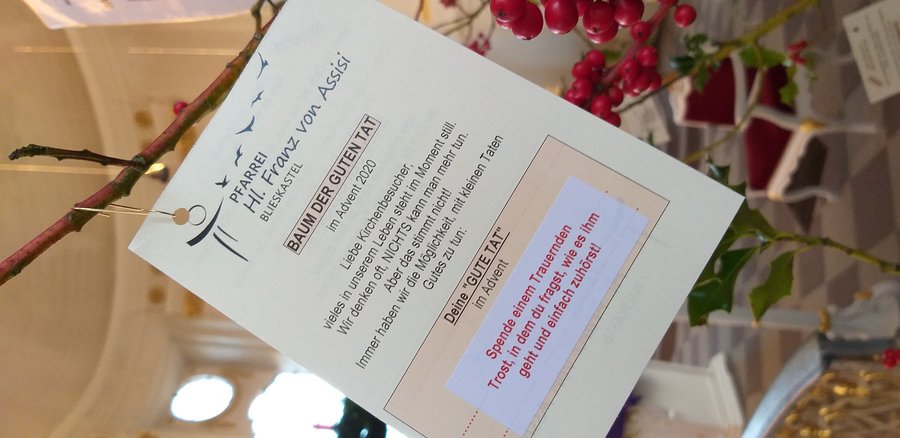 PFARREI
Hl. Franz von Assisi
BLIESKASTEL
BAUM DER GUTEN TAT
im Advent 2020
Liebe Kirchenbesucher,
vieles in unserem Leben steht im Moment still.
Wir denken oft, NICHTS kann man mehr tun.
Aber das stimmt nicht!
Immer haben wir die Möglichkeit, mit kleinen Taten
Gutes zu tun:
Deine "GUTE TAT"
im Advent
Spende einem Trauernden
Trost, in dem du fragst, wie es ihm
geht und einfach zuhörst!